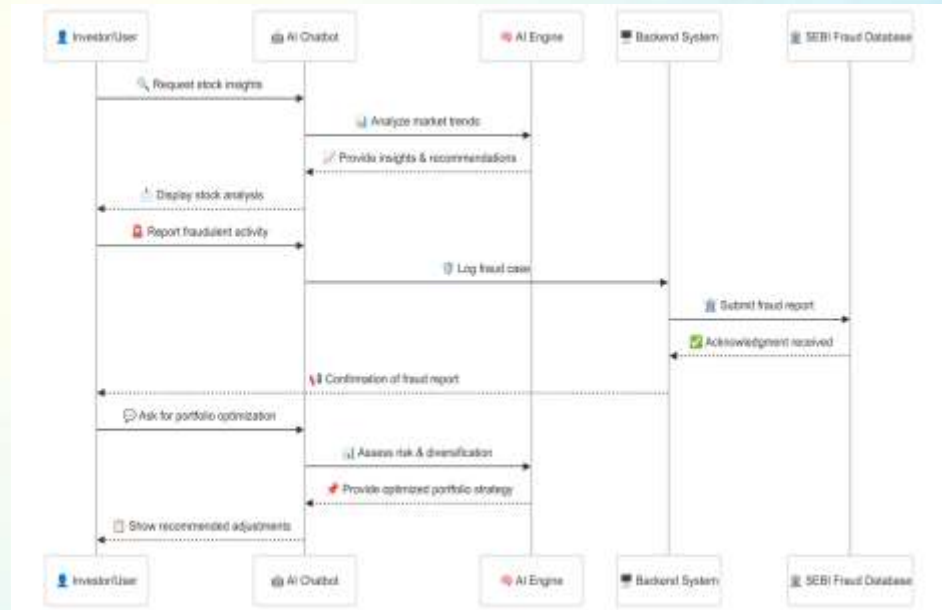 👤 Investor/User
🤖 AI Chatbot
🧠 AI Engine
🖥️ Backend System
🏛️ SEBI Fraud Database
🔍 Request stock insights
📊 Analyze market trends
📈 Provide insights & recommendations
📩 Display stock analysis
🚨 Report fraudulent activity
🛡️ Log fraud case
🏛️ Submit fraud report
✅ Acknowledgment received
📢 Confirmation of fraud report
💬 Ask for portfolio optimization
📊 Assess risk & diversification
📌 Provide optimized portfolio strategy
📋 Show recommended adjustments
👤 Investor/User
🤖 AI Chatbot
🧠 AI Engine
🖥️ Backend System
🏛️ SEBI Fraud Database